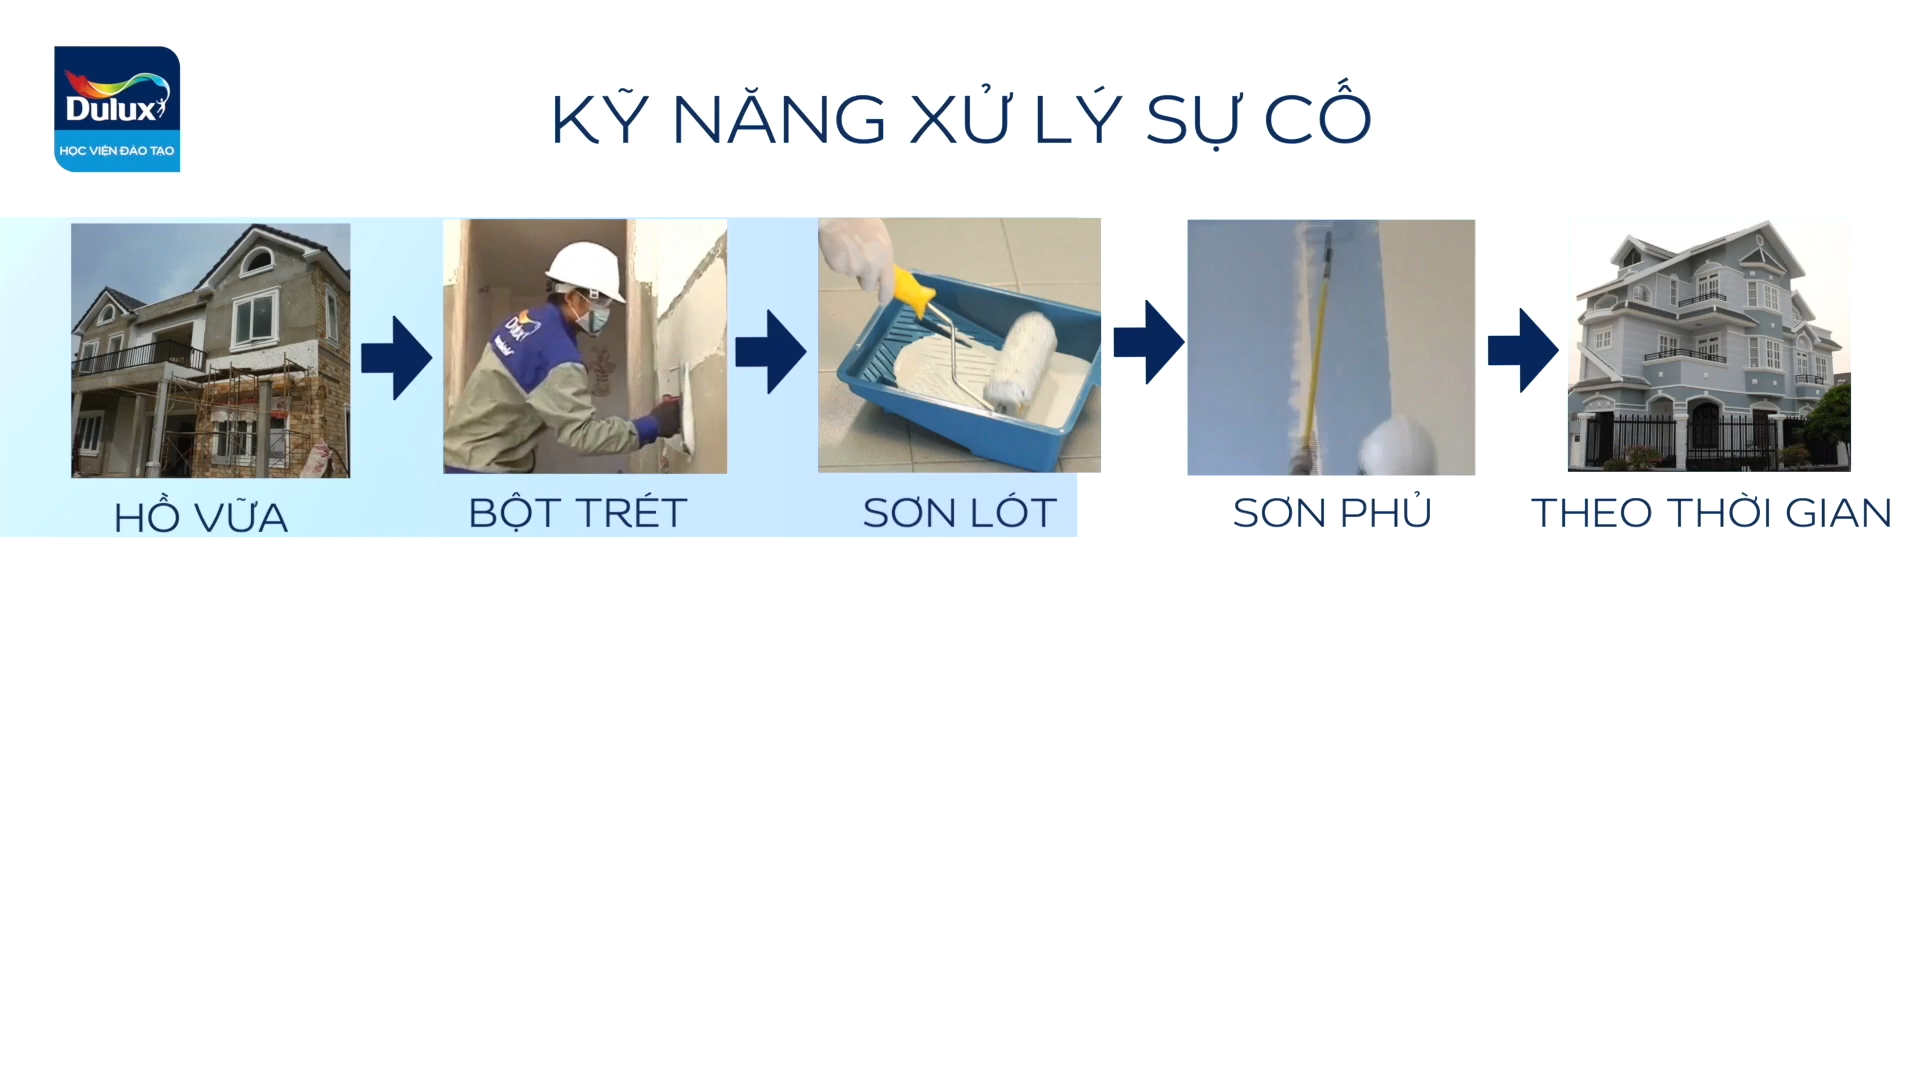 Dulux
HỌC VIỆN ĐÀO TẠO
KỸ NĂNG XỬ LÝ SỰ CỐ
Dulux
HỒ VỮA
BỘT TRÉT
SƠN LÓT
SƠN PHỦ
THEO THỜI GIAN